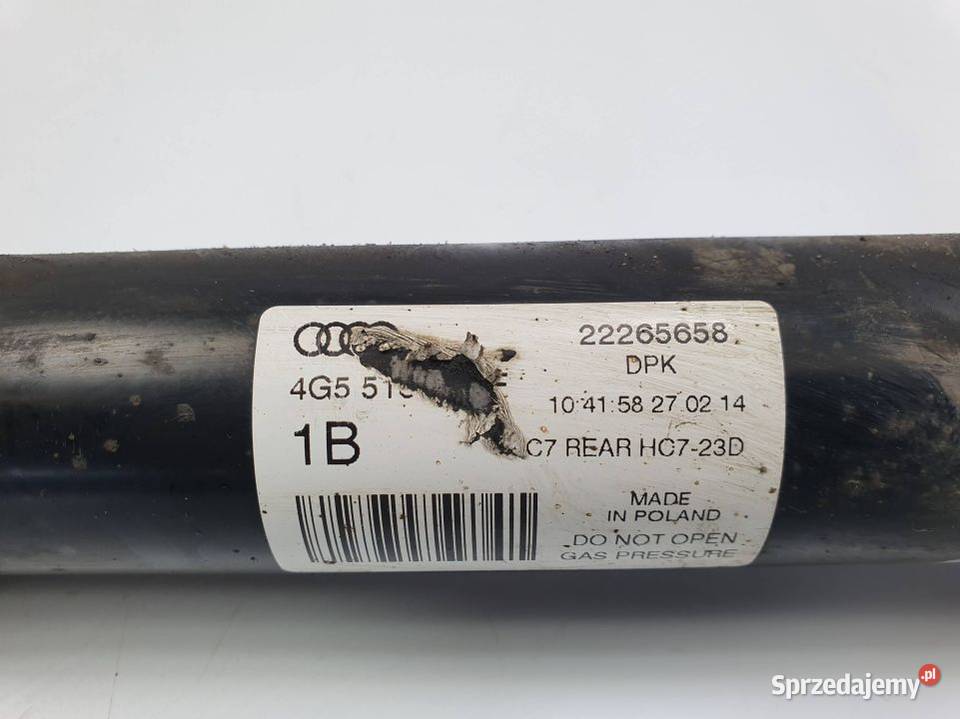 22265658
DPK
4G5
10:41:58 27.02.14
1B
C7 REAR HC7-23D
MADE
IN POLAND
DO NOT OPEN
GAS PRESSURE
Sprzedajemy.pl